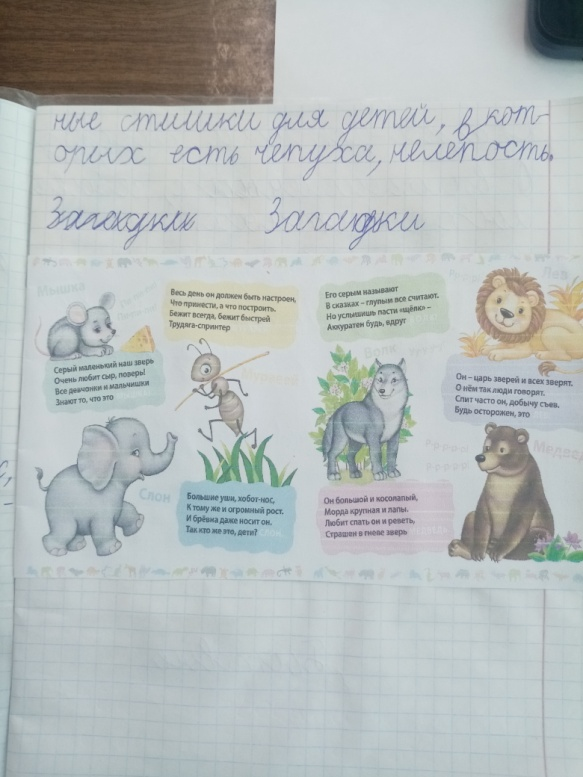 ные стишки для детей, в кот-
орых есть чепуха, нелепость.
Загадки Загадки
Мышка
Серый маленький наш зверь
Очень любит сыр, поверь!
Все девчонки и мальчишки
Знают то, что это
Весь день он должен быть настроен,
Что принести, а что построить.
Бежит всегда, бежит быстрей
Трудяга-спринтер
Муравей
Его серым называют
В сказках – глупым все считают.
Но услышишь пасти «щёлк» –
Аккуратен будь, вдруг
Волк
Лев
Он – царь зверей и всех зверят.
О нём так люди говорят.
Спит часто он, добычу съев.
Будь осторожен, это
Слон
Большие уши, хобот-нос,
К тому же и огромный рост.
И брёвна даже носит он.
Так кто же это, дети?
Он большой и косолапый,
Морда крупная и лапы.
Любит спать он и реветь,
Страшен в гневе зверь
Медвед